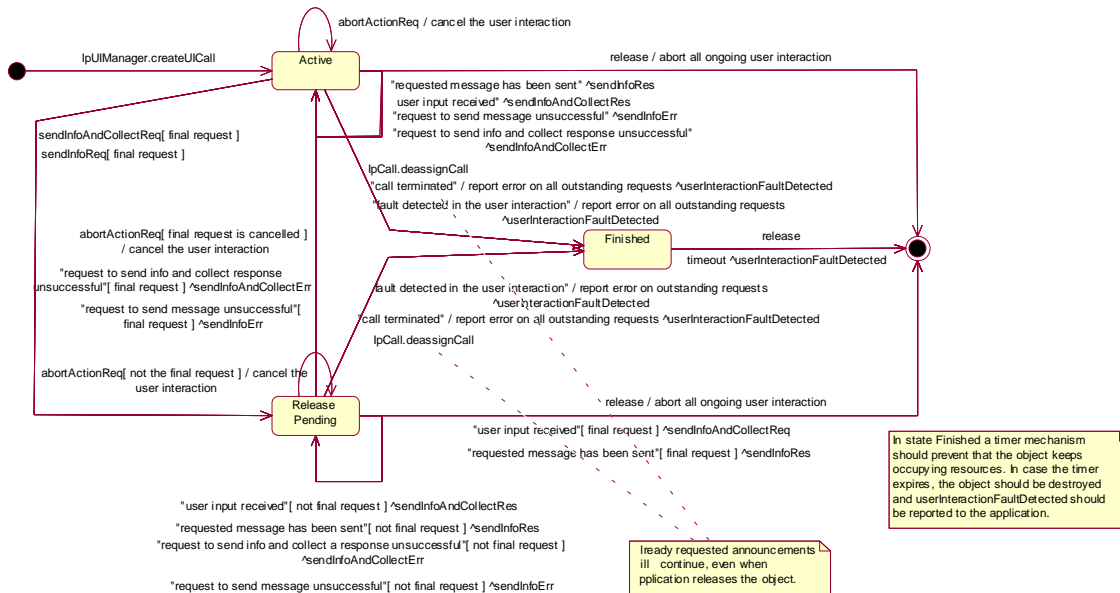 abortActionReq / cancel the user interaction
IpUIManager.createUICall
Active
release / abort all ongoing user interaction
"requested message has been sent" ^sendInfoRes
user input received" ^sendInfoAndCollectRes
"request to send message unsuccessful" ^sendInfoErr
"request to send info and collect response unsuccessful"
^sendInfoAndCollectErr
sendInfoAndCollectReq[ final request ]
sendInfoReq[ final request ]
IpCall.deassignCall
"call terminated" / report error on all outstanding requests ^userInteractionFaultDetected
"fault detected in the user interaction" / report error on all outstanding requests
^userInteractionFaultDetected
Finished
release
timeout ^userInteractionFaultDetected
abortActionReq[ final request is cancelled ]
/ cancel the user interaction
"request to send info and collect response
unsuccessful"[ final request ] ^sendInfoAndCollectErr
"request to send message unsuccessful"[
final request ] ^sendInfoErr
fault detected in the user interaction" / report error on outstanding requests
^userInteractionFaultDetected
"call terminated" / report error on all outstanding requests ^userInteractionFaultDetected
IpCall.deassignCall
abortActionReq[ not the final request ] / cancel the
user interaction
Release
Pending
release / abort all ongoing user interaction
"user input received"[ final request ] ^sendInfoAndCollectReq
"requested message has been sent"[ final request ] ^sendInfoRes
In state Finished a timer mechanism
should prevent that the object keeps
occupying resources. In case the timer
expires, the object should be destroyed
and userInteractionFaultDetected should
be reported to the application.
"user input received"[ not final request ] ^sendInfoAndCollectRes
"requested message has been sent"[ not final request ] ^sendInfoRes
"request to send info and collect a response unsuccessful"[ not final request ]
^sendInfoAndCollectErr
"request to send message unsuccessful"[ not final request ] ^sendInfoErr
lready requested announcements
ill continue, even when
pplication releases the object.